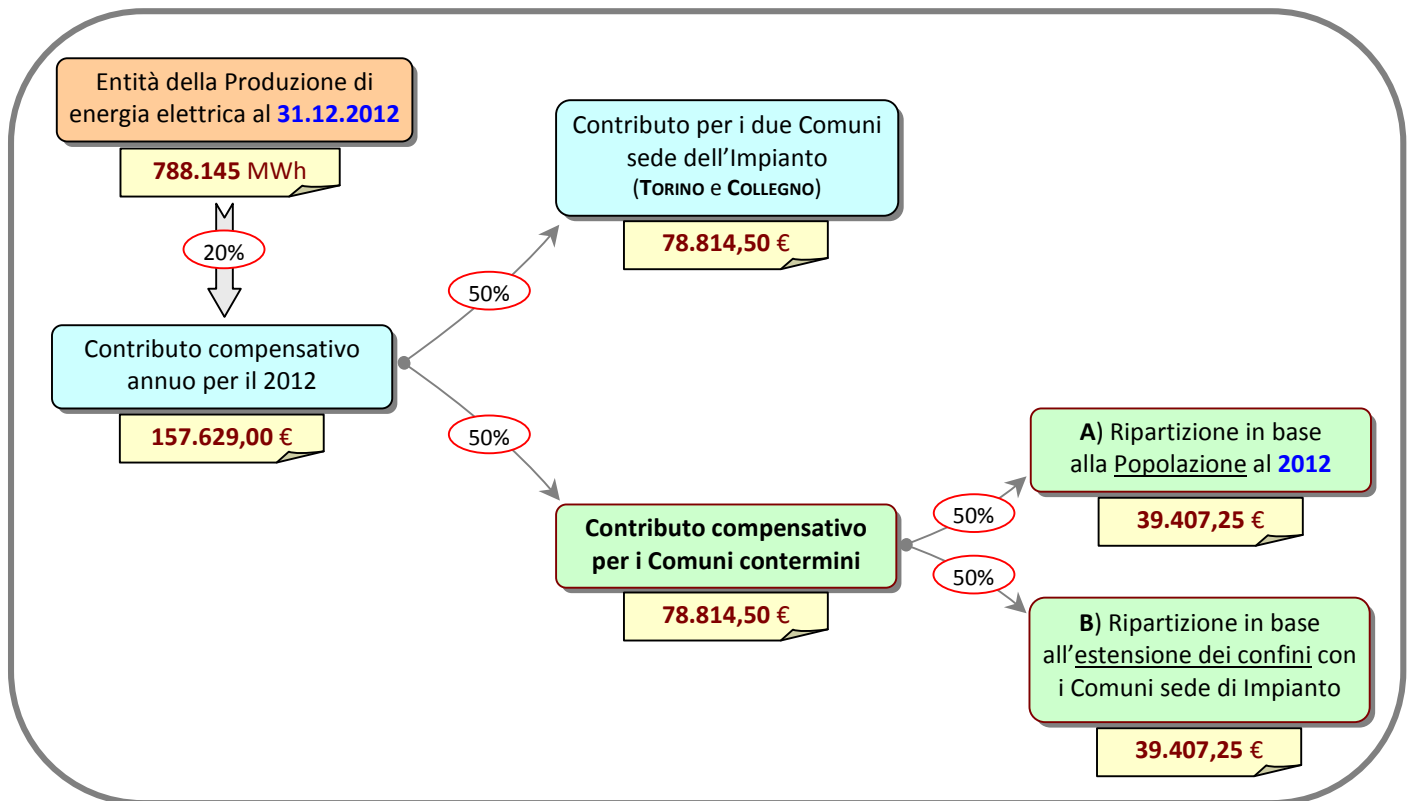 Entità della Produzione di
energia elettrica al 31.12.2012
788.145 MWh
20%
Contributo compensativo
annuo per il 2012
157.629,00 €
50%
Contributo per i due Comuni
sede dell’Impianto
(TORINO e COLLEGNO)
78.814,50 €
50%
Contributo compensativo
per i Comuni contermini
78.814,50 €
50%
A) Ripartizione in base
alla Popolazione al 2012
39.407,25 €
50%
B) Ripartizione in base
all’estensione dei confini con
i Comuni sede di Impianto
39.407,25 €